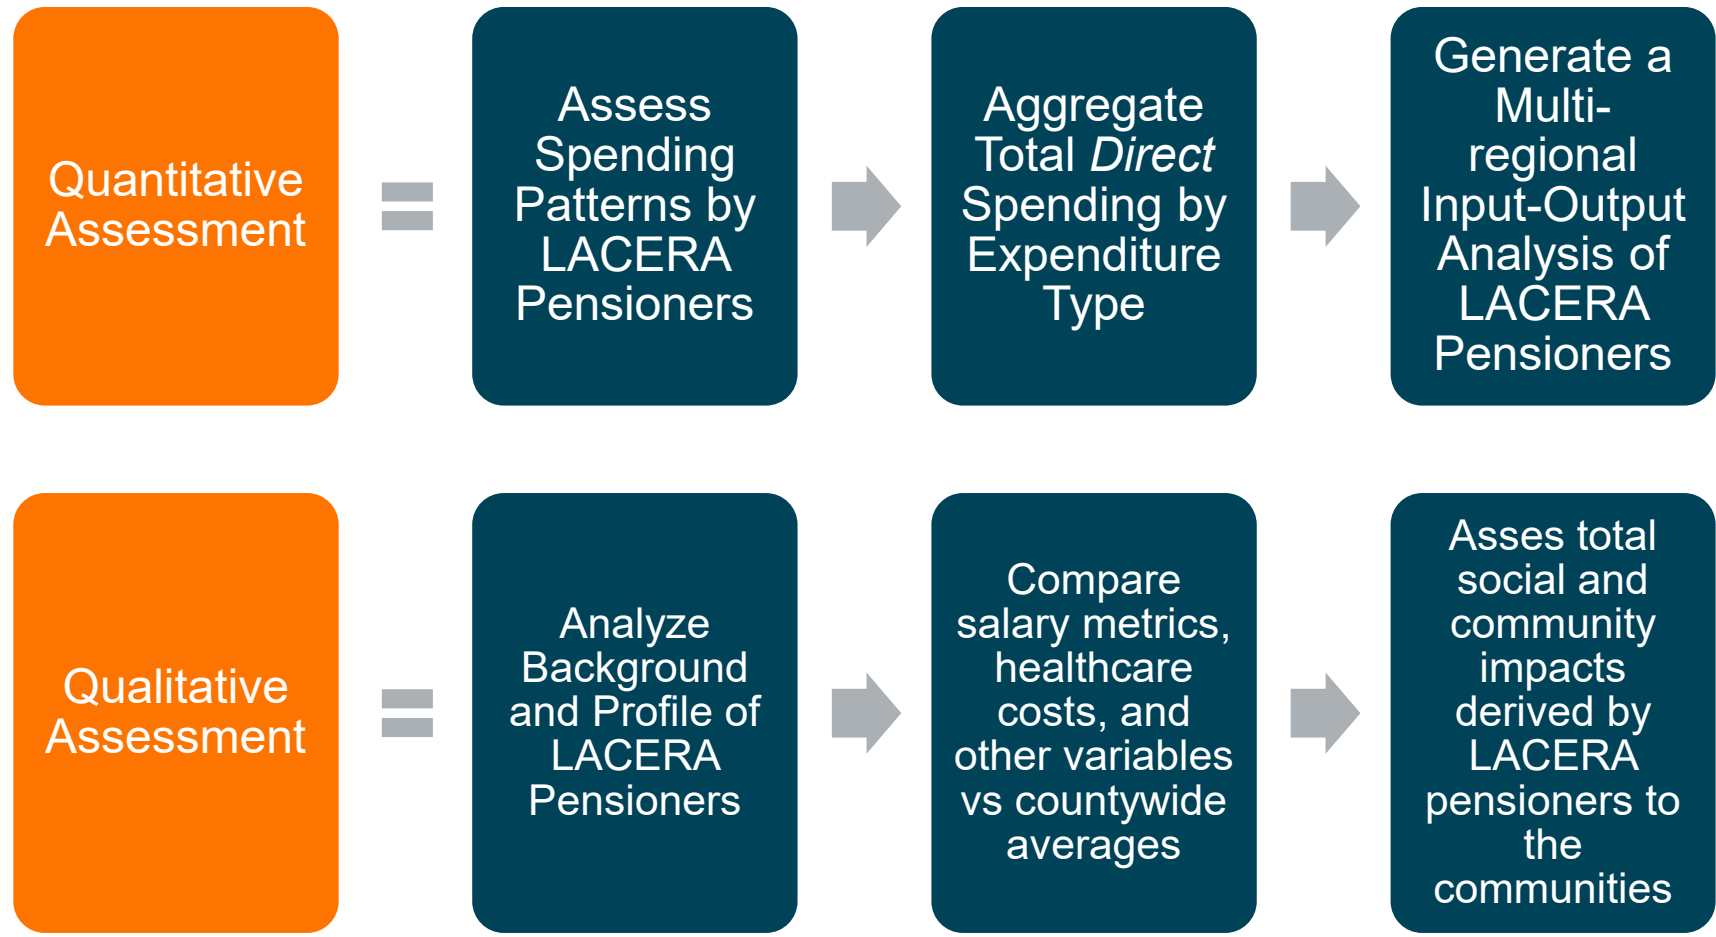 Quantitative
Assessment
Assess
Spending
Patterns by
LACERA
Pensioners
Aggregate
Total Direct
Spending by
Expenditure
Type
Generate a
Multi-
regional
Input-Output
Analysis of
LACERA
Pensioners
Qualitative
Assessment
Analyze
Background
and Profile of
LACERA
Pensioners
Compare
salary metrics,
healthcare
costs, and
other variables
vs countywide
averages
Asses total
social and
community
impacts
derived by
LACERA
pensioners to
the
communities